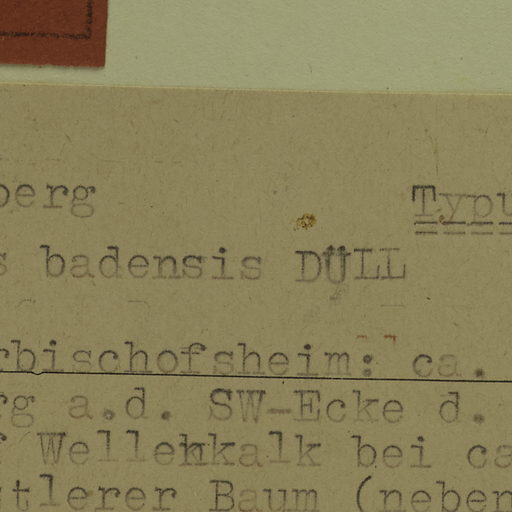 berg Typu
s badensis DÜLL
rbischofsheim: ca.
rg a.d. SW-Ecke d.
f Wellenkalk bei ca
tlerer Baum (neben